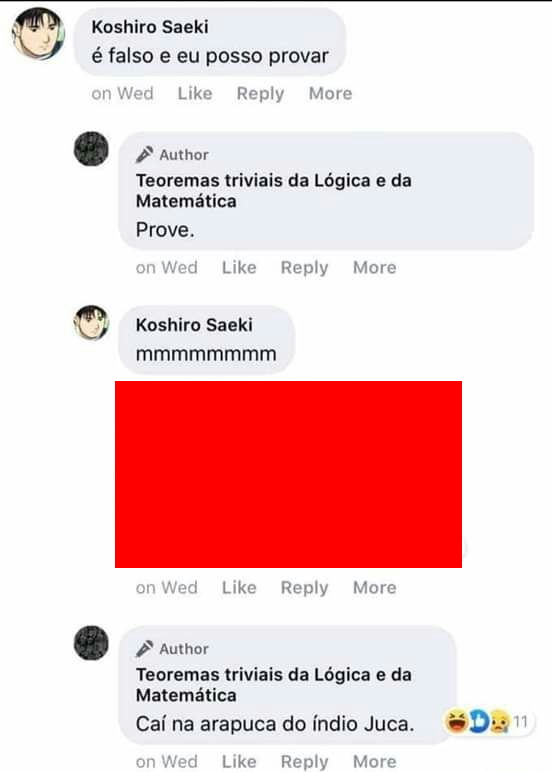 Koshiro Saeki
é falso e eu posso provar
on Wed Like Reply More
Author
Teoremas triviais da Lógica e da
Matemática
Prove.
on Wed Like Reply More
Koshiro Saeki
mmmmmmmm
on Wed Like Reply More
Author
Teoremas triviais da Lógica e da
Matemática
Caí na arapuca do índio Juca.
11
on Wed Like Reply More